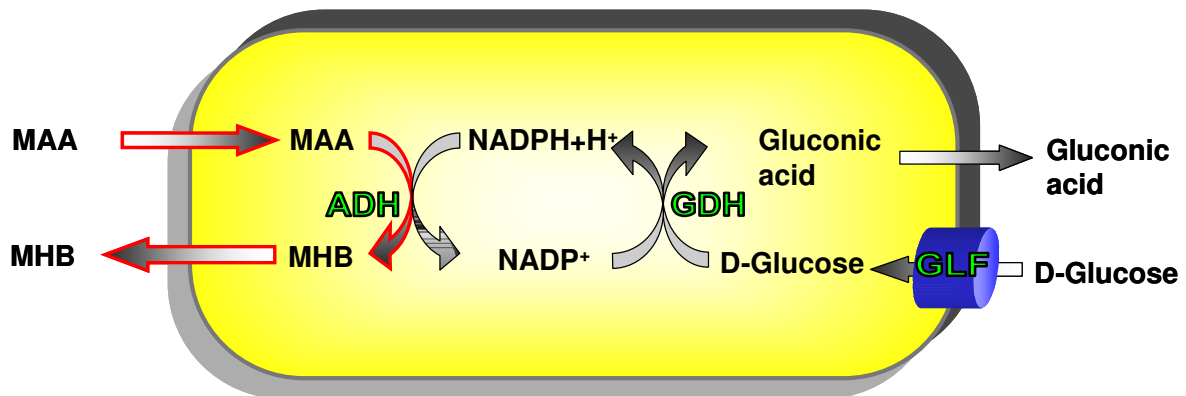 MAA
MAA
NADPH+H⁺
Gluconic
acid
Gluconic
acid
ADH
GDH
MHB
MHB
NADP⁺
D-Glucose
GLF
D-Glucose